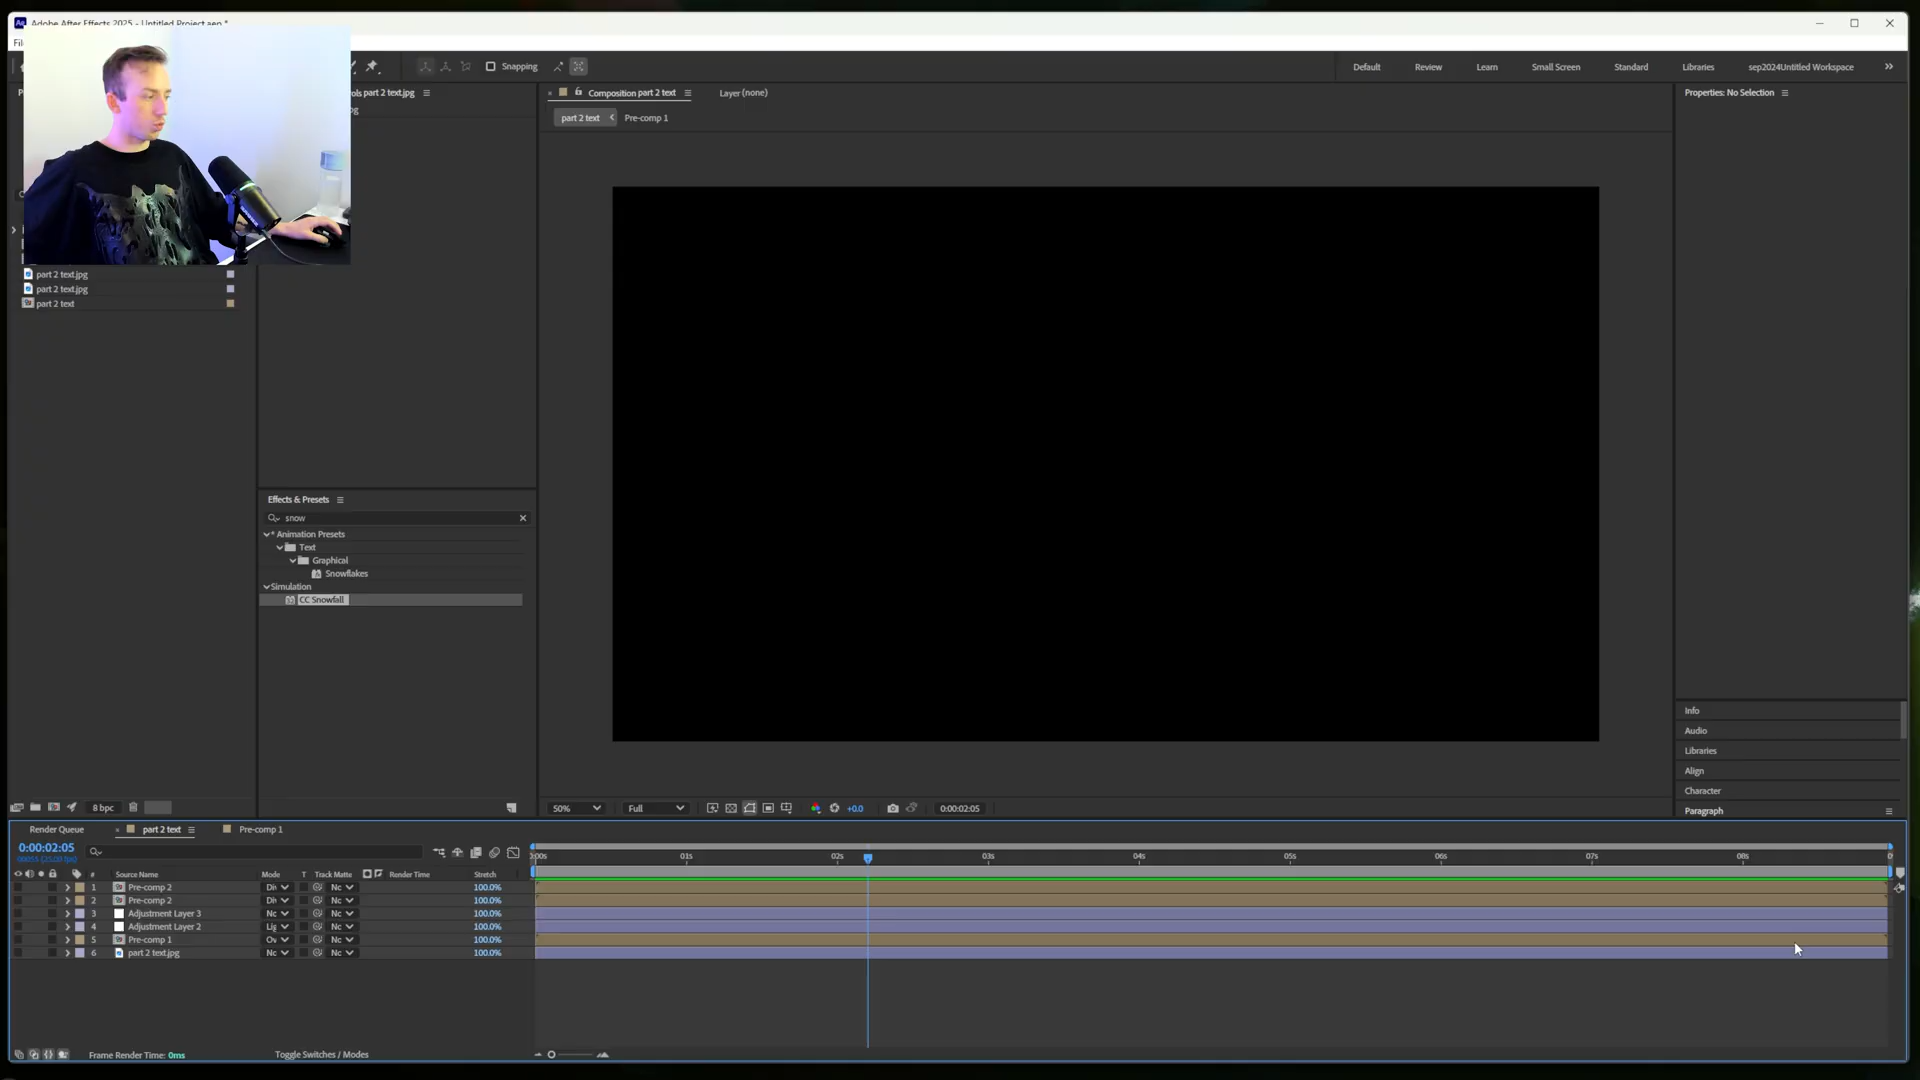 Adobe After Effects 2025 - Untitled Project.aep *
Snapping
Default
Review
Learn
Small Screen
Standard
Libraries
sep2024Untitled Workspace
ols part 2 text.jpg
Composition part 2 text
Layer (none)
Properties: No Selection
part 2 text
Pre-comp 1
part 2 text.jpg
part 2 text.jpg
part 2 text
Effects & Presets
snow
* Animation Presets
Text
Graphical
Snowflakes
Simulation
CC Snowfall
Info
Audio
Libraries
Align
Character
Paragraph
8 bpc
50%
Full
+0.0
0:00:02:05
Render Queue
part 2 text
Pre-comp 1
0:00:02:05
00055 (25.00 fps)
:00s
01s
02s
03s
04s
05s
06s
07s
08s
# Source Name Mode T Track Matte Render Time Stretch
1 Pre-comp 2 Di Nc 100.0%
2 Pre-comp 2 Di Nc 100.0%
3 Adjustment Layer 3 Nc Nc 100.0%
4 Adjustment Layer 2 Lig Nc 100.0%
5 Pre-comp 1 Ov Nc 100.0%
6 part 2 text.jpg Nc Nc 100.0%
Frame Render Time: 0ms
Toggle Switches / Modes